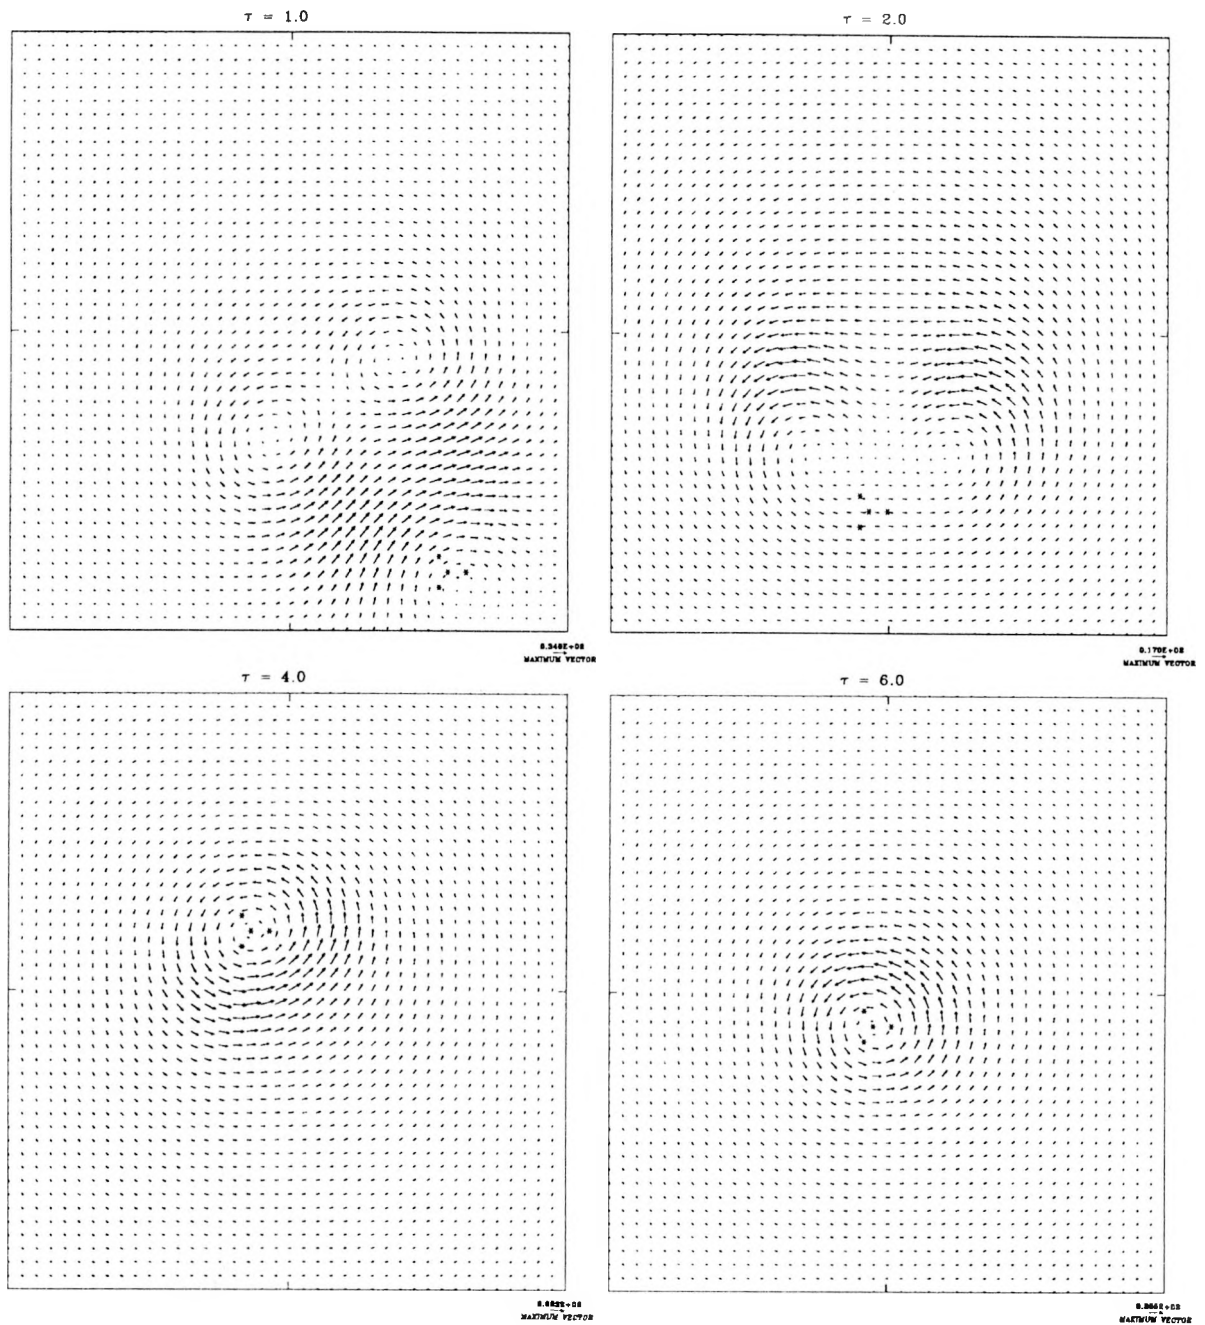 τ = 1.0
τ = 2.0
MAXIMUM VECTOR
0.170E+02
MAXIMUM VECTOR
τ = 4.0
τ = 6.0
MAXIMUM VECTOR
MAXIMUM VECTOR